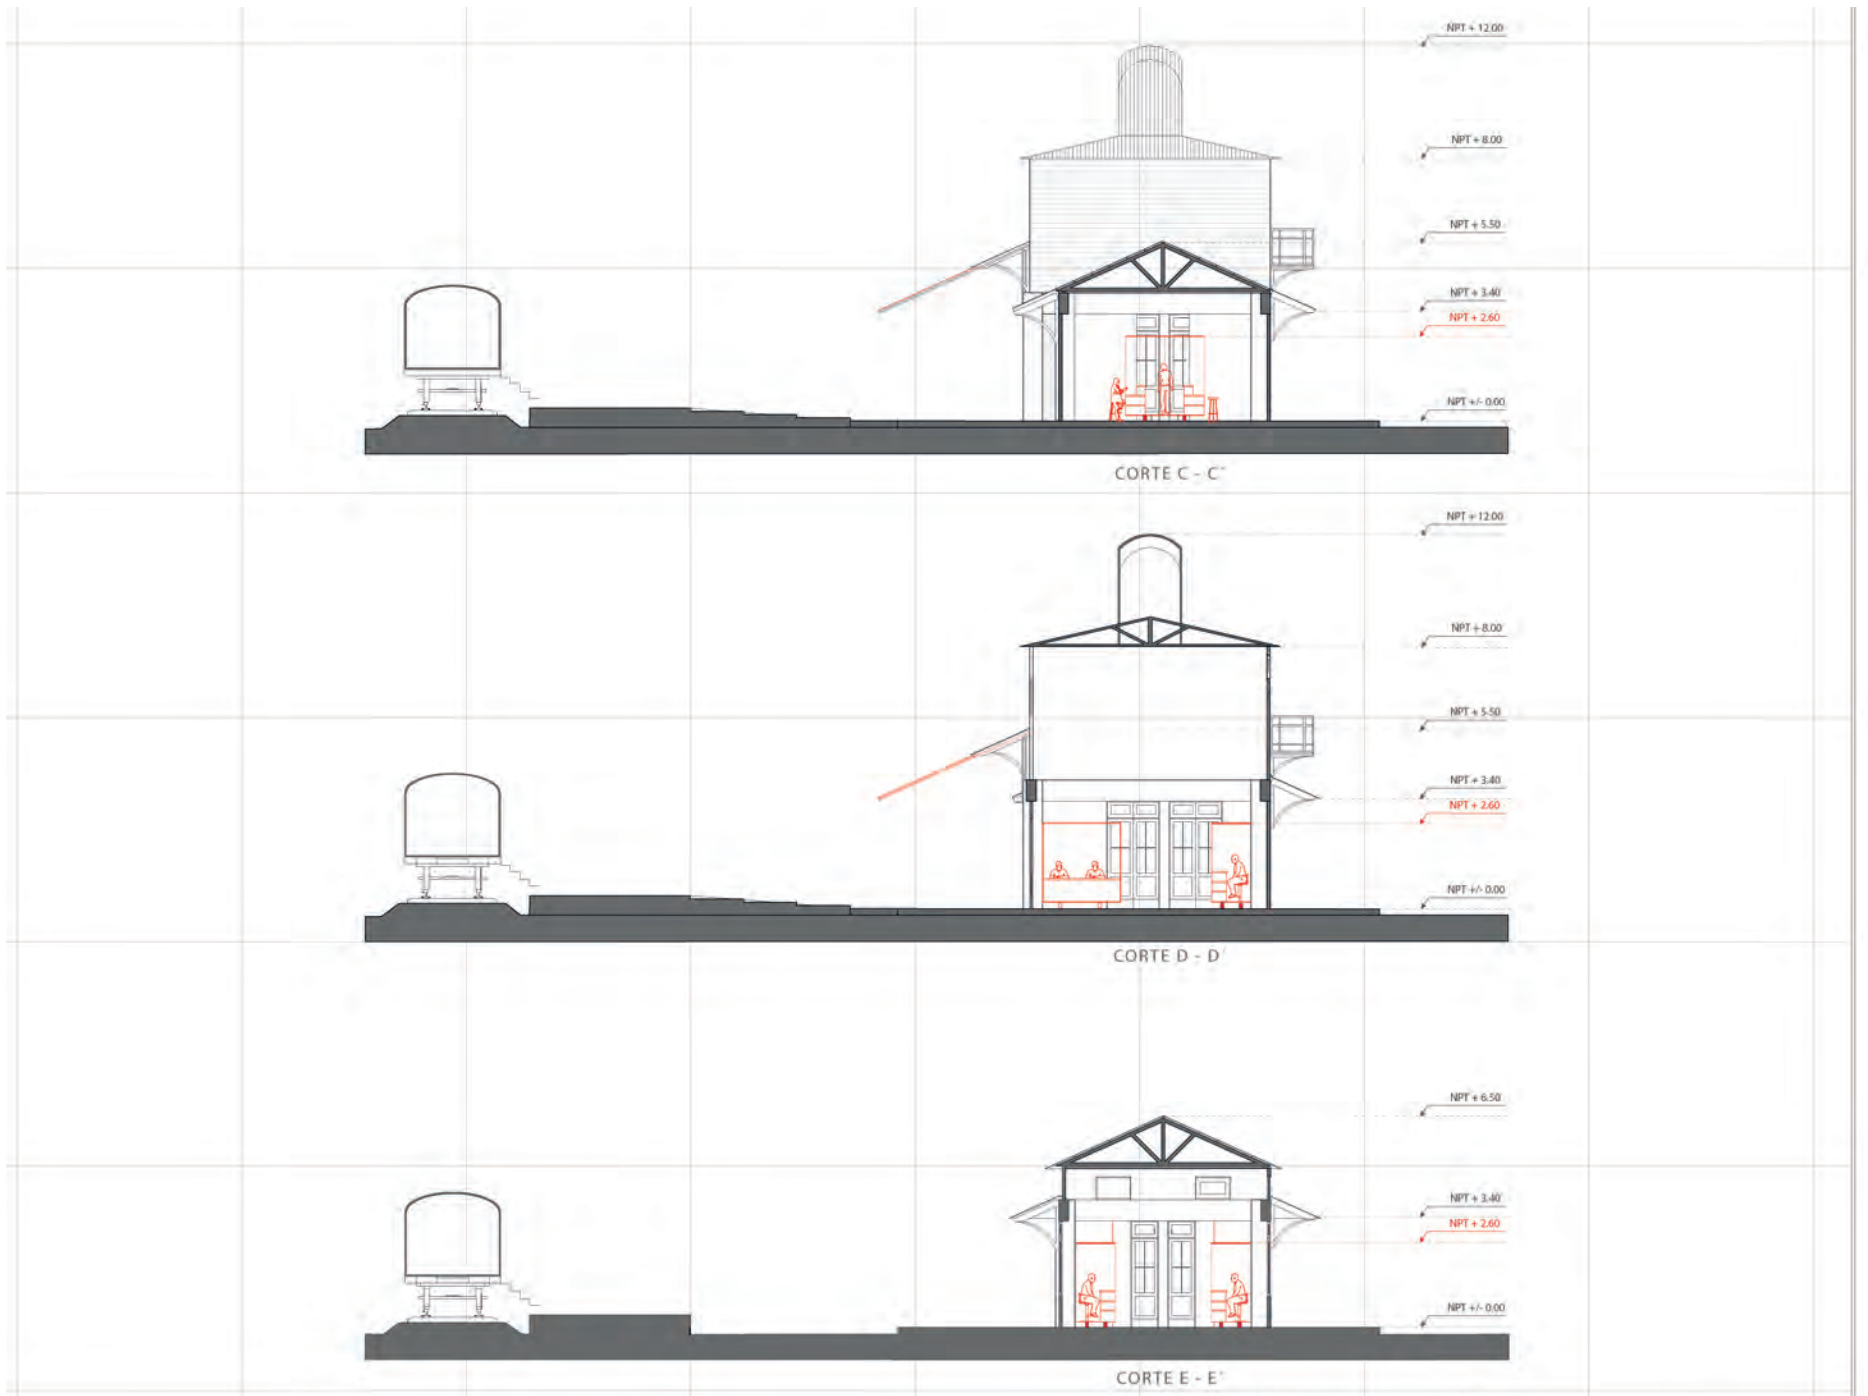 NPT + 12.00
NPT + 8.00
NPT + 5.50
NPT + 3.40
NPT + 2.60
NPT +/- 0.00
CORTE C - C´
NPT + 12.00
NPT + 8.00
NPT + 5.50
NPT + 3.40
NPT + 2.60
NPT +/- 0.00
CORTE D - D´
NPT + 6.50
NPT + 3.40
NPT + 2.60
NPT +/- 0.00
CORTE E - E´